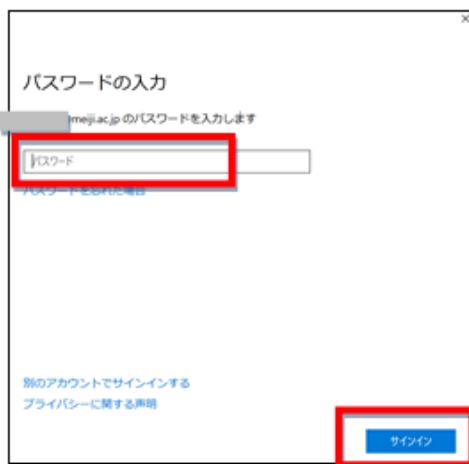 ×
パスワードの入力
meiji.ac.jp のパスワードを入力します
パスワード
パスワードを忘れた場合
別のアカウントでサインインする
プライバシーに関する声明
サインイン